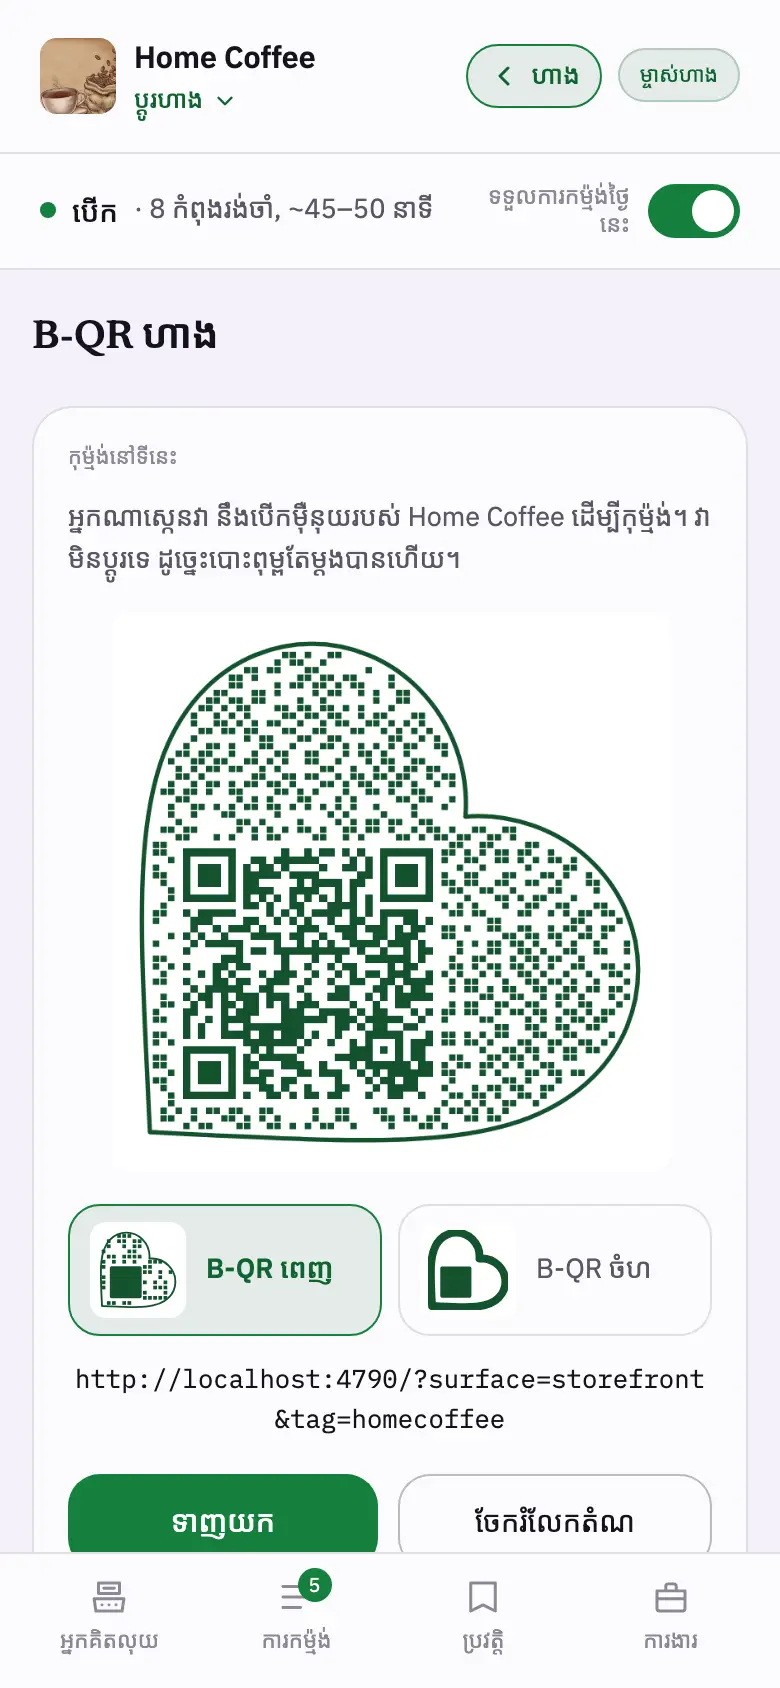 Home Coffee
ប្ដូរហាង
ហាង
ម្ចាស់ហាង
បើក · 8 កំពុងរង់ចាំ, ~45–50 នាទី
ទទួលការកម្ម៉ង់ថ្ងៃ
នេះ
B-QR ហាង
កុម្ម៉ង់នៅទីនេះ
អ្នកណាស្កេនវា នឹងបើកម៉ឺនុយរបស់ Home Coffee ដើម្បីកុម្ម៉ង់។ វា
មិនប្ដូរទេ ដូច្នេះបោះពុម្ពតែម្ដងបានហើយ។
B-QR ពេញ
B-QR ចំហ
http://localhost:4790/?surface=storefront
&tag=homecoffee
ទាញយក
ចែករំលែកតំណ
5
អ្នកគិតលុយ
ការកម្ម៉ង់
ប្រវត្តិ
ការងារ